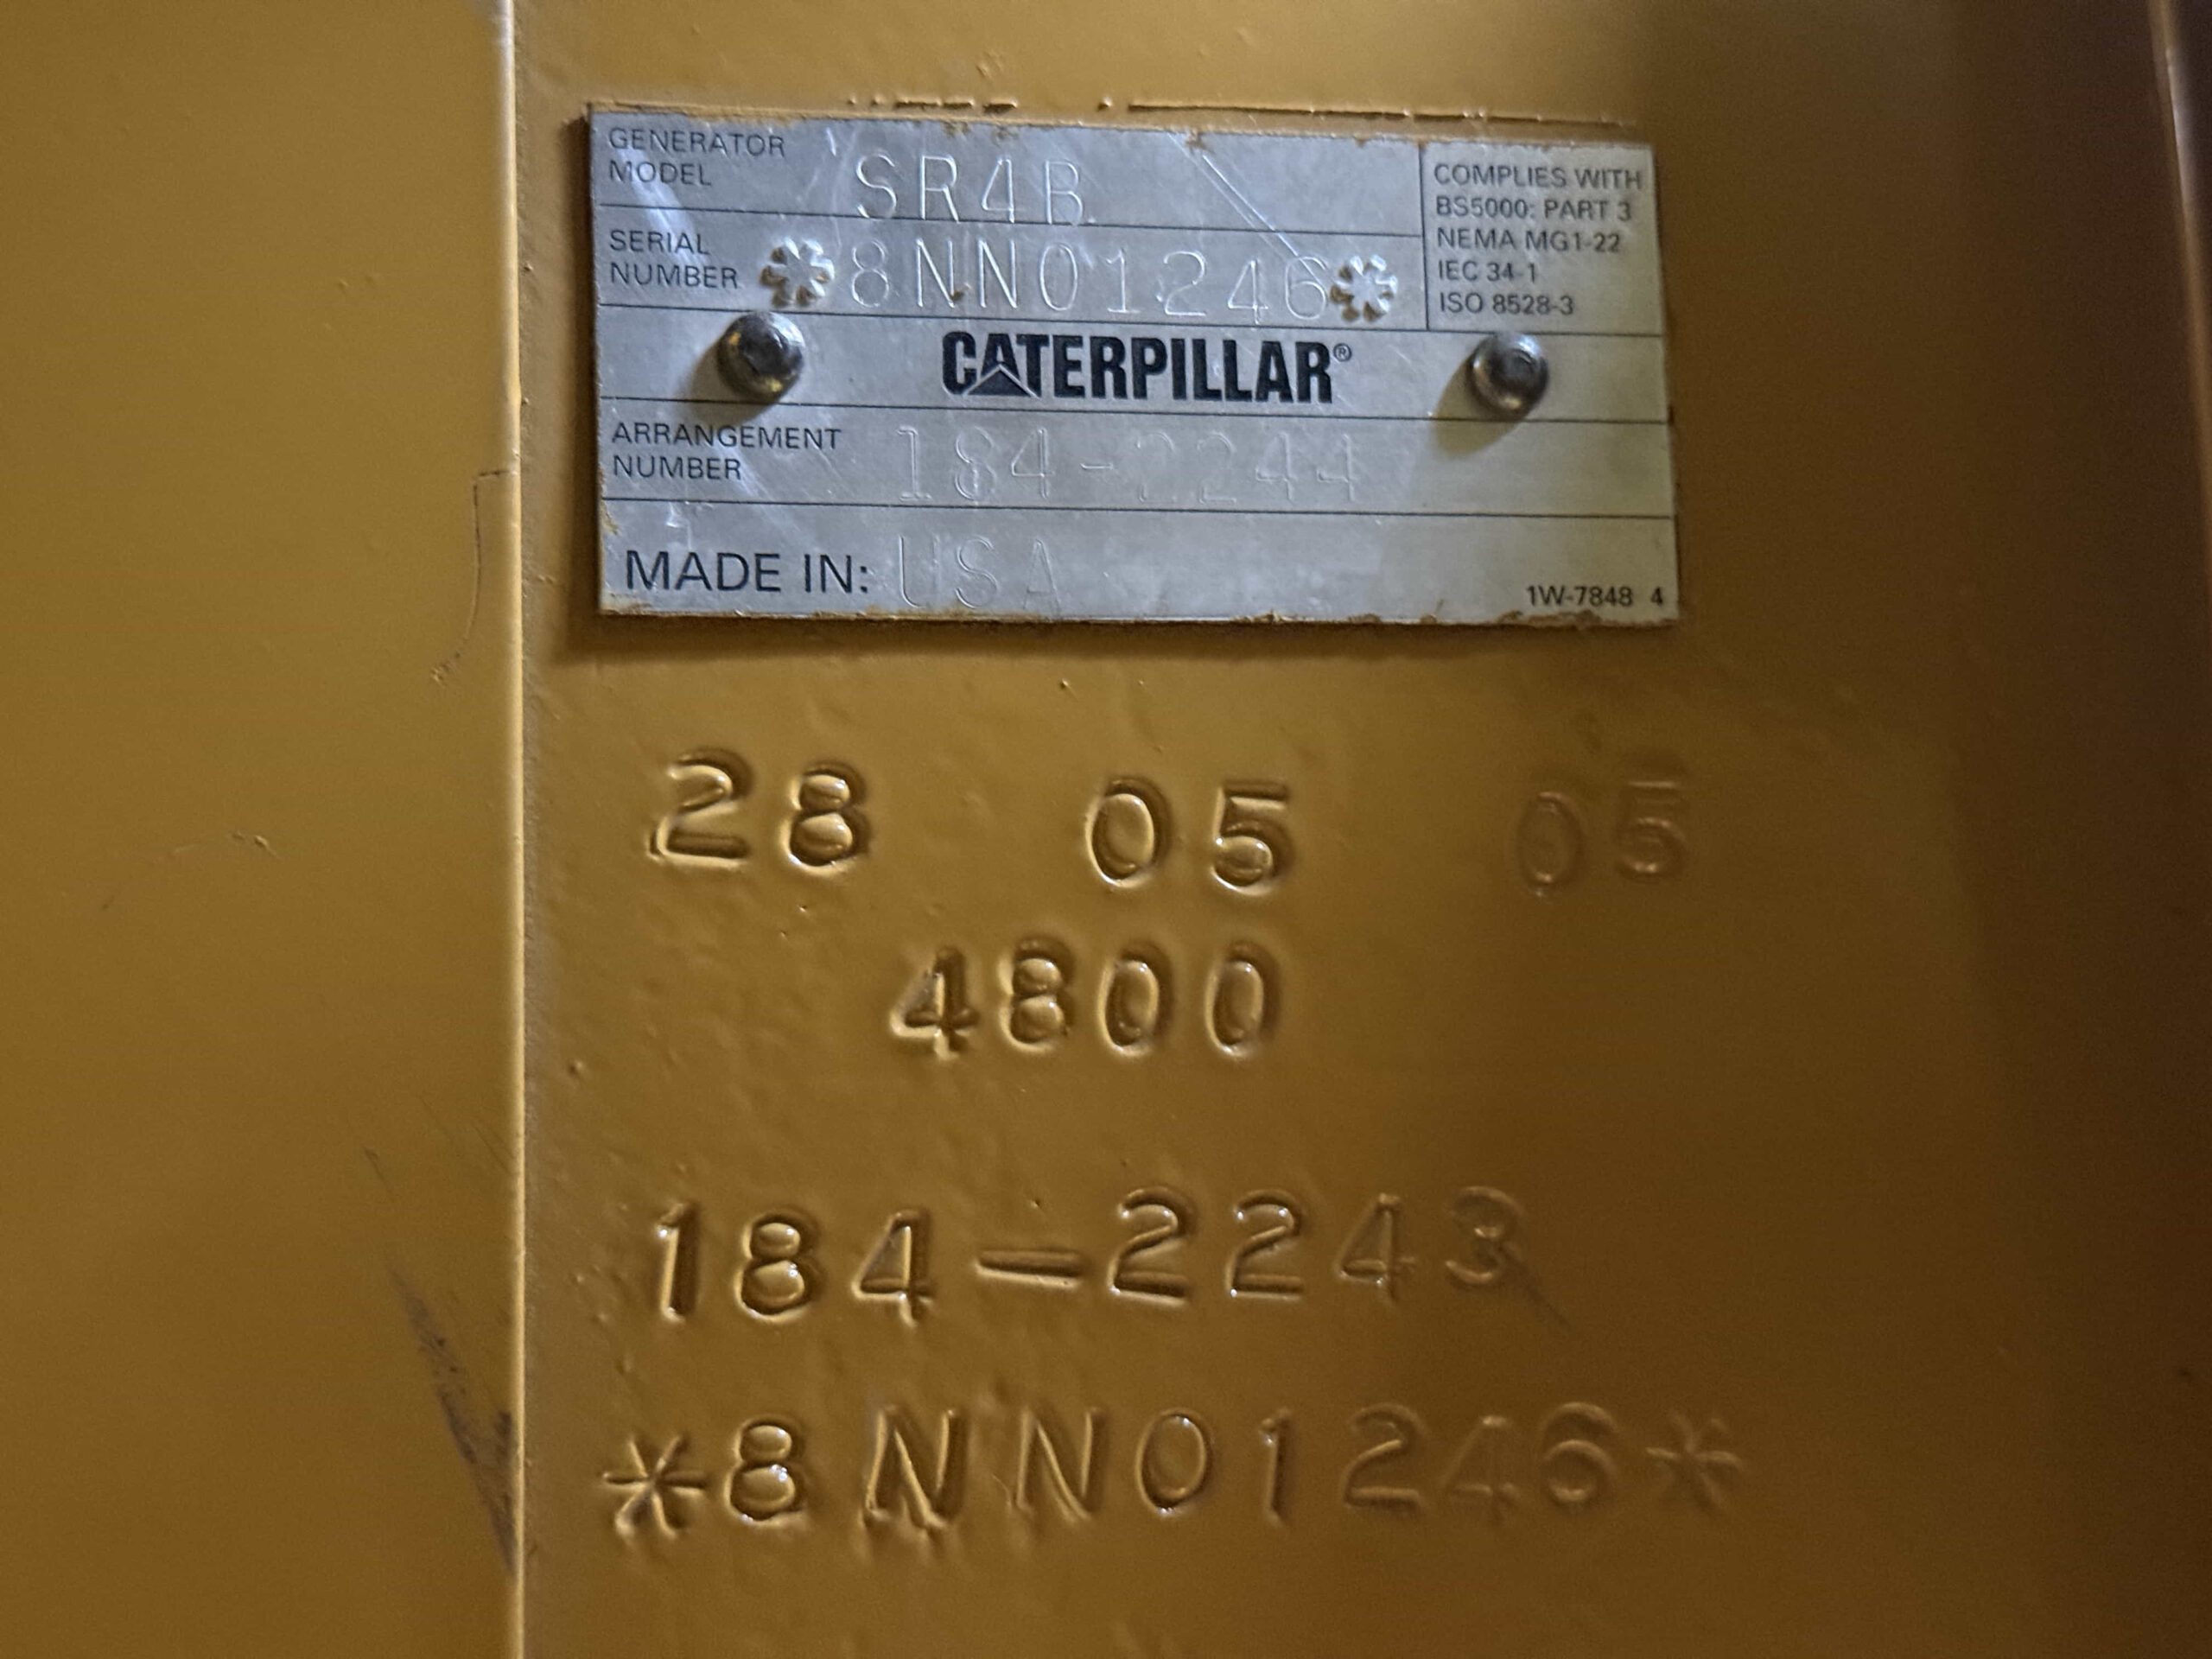 GENERATOR
MODEL SR4B
SERIAL
NUMBER *8NN01246*
COMPLIES WITH
BS5000: PART 3
NEMA MG1-22
IEC 34-1
ISO 8528-3
CATERPILLAR®
ARRANGEMENT
NUMBER 184-2244
MADE IN: USA
1W-7848 4
28 05 05
4800
184-2243
*8NN01246*